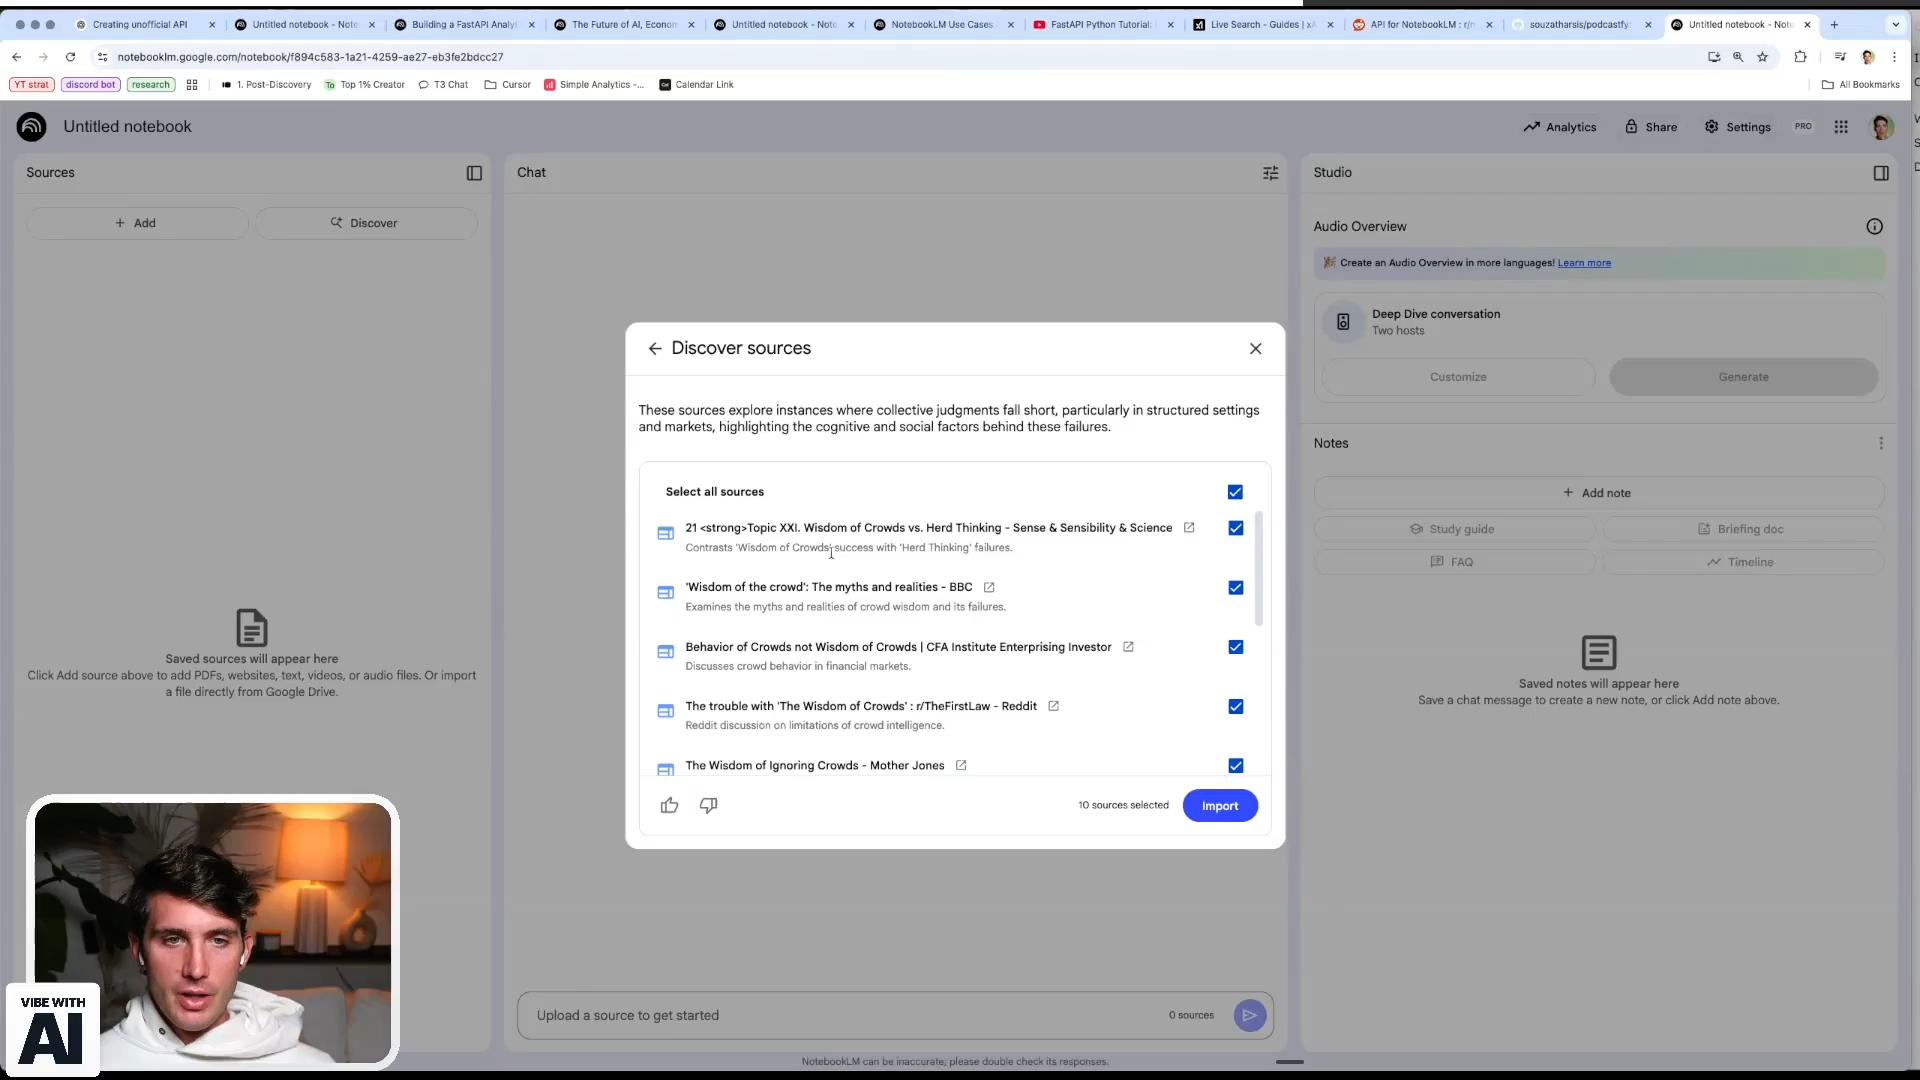 Creating unofficial API
Untitled notebook - Note
Building a FastAPI Analy
The Future of AI, Econom
Untitled notebook - Note
NotebookLM Use Cases
FastAPI Python Tutorial:
Live Search - Guides | xA
API for NotebookLM : r/n
souzatharsis/podcastfy:
Untitled notebook - Note
notebooklm.google.com/notebook/f894c583-1a21-4259-ae27-eb3fe2bdcc27
YT strat
discord bot
research
1. Post-Discovery
To Top 1% Creator
T3 Chat
Cursor
Simple Analytics -...
Calendar Link
All Bookmarks
Untitled notebook
Analytics
Share
Settings
PRO
Sources
Chat
Studio
+ Add
Discover
Audio Overview
Create an Audio Overview in more languages! Learn more
Deep Dive conversation
Two hosts
Customize
Generate
Discover sources
These sources explore instances where collective judgments fall short, particularly in structured settings
and markets, highlighting the cognitive and social factors behind these failures.
Notes
Select all sources
21 <strong>Topic XXI. Wisdom of Crowds vs. Herd Thinking - Sense & Sensibility & Science
Contrasts 'Wisdom of Crowds' success with 'Herd Thinking' failures.
'Wisdom of the crowd': The myths and realities - BBC
Examines the myths and realities of crowd wisdom and its failures.
Behavior of Crowds not Wisdom of Crowds | CFA Institute Enterprising Investor
Discusses crowd behavior in financial markets.
The trouble with 'The Wisdom of Crowds' : r/TheFirstLaw - Reddit
Reddit discussion on limitations of crowd intelligence.
The Wisdom of Ignoring Crowds - Mother Jones
10 sources selected
Import
+ Add note
Study guide
Briefing doc
FAQ
Timeline
Saved sources will appear here
Click Add source above to add PDFs, websites, text, videos, or audio files. Or import
a file directly from Google Drive.
Saved notes will appear here
Save a chat message to create a new note, or click Add note above.
Upload a source to get started
0 sources
NotebookLM can be inaccurate; please double check its responses.
VIBE WITH
AI